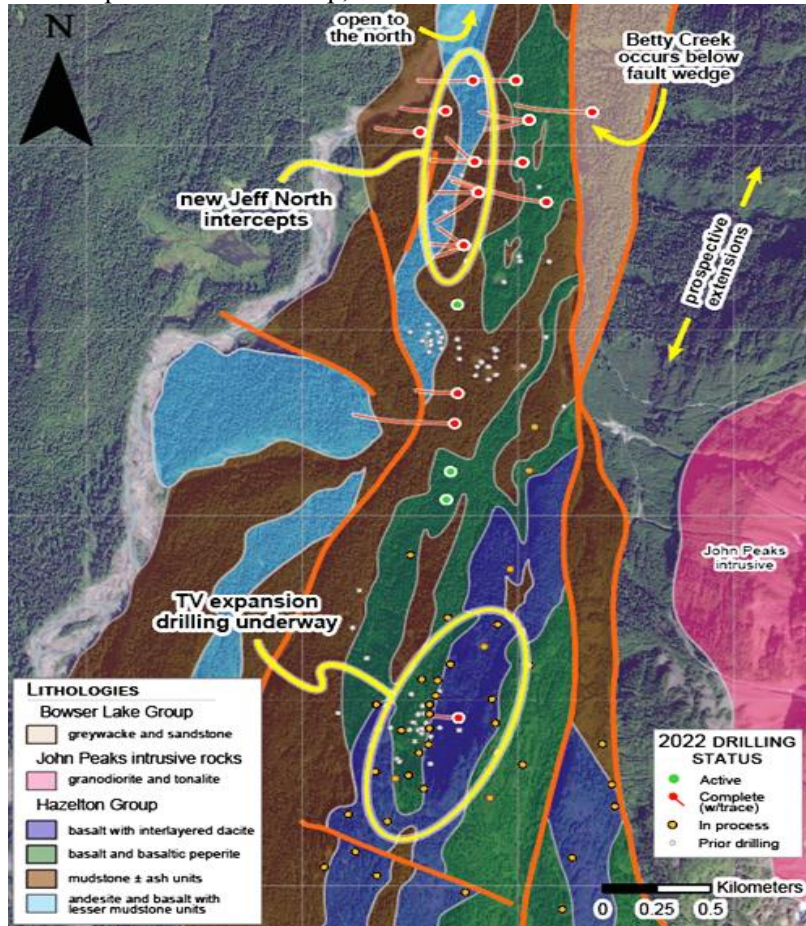 open to
the north
Betty Creek
occurs below
fault wedge
N
new Jeff North
intercepts
prospective
extensions
John Peaks
intrusive
TV expansion
drilling underway
LITHOLOGIES
Bowser Lake Group
greywacke and sandstone
John Peaks intrusive rocks
granodiorite and tonalite
Hazelton Group
basalt with interlayered dacite
basalt and basaltic peperite
mudstone ± ash units
andesite and basalt with
lesser mudstone units
2022 DRILLING
STATUS
Active
Complete
(w/trace)
In process
Prior drilling
Kilometers
0 0.25 0.5